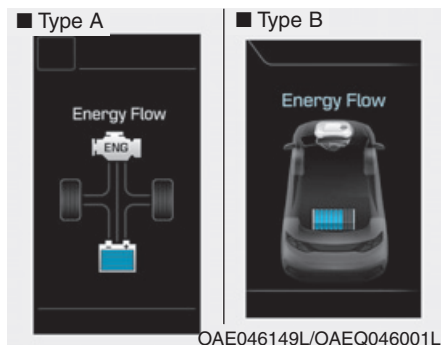 ■ Type A
■ Type B
Energy Flow
ENG
Energy Flow
OAE046149L/OAEQ046001L